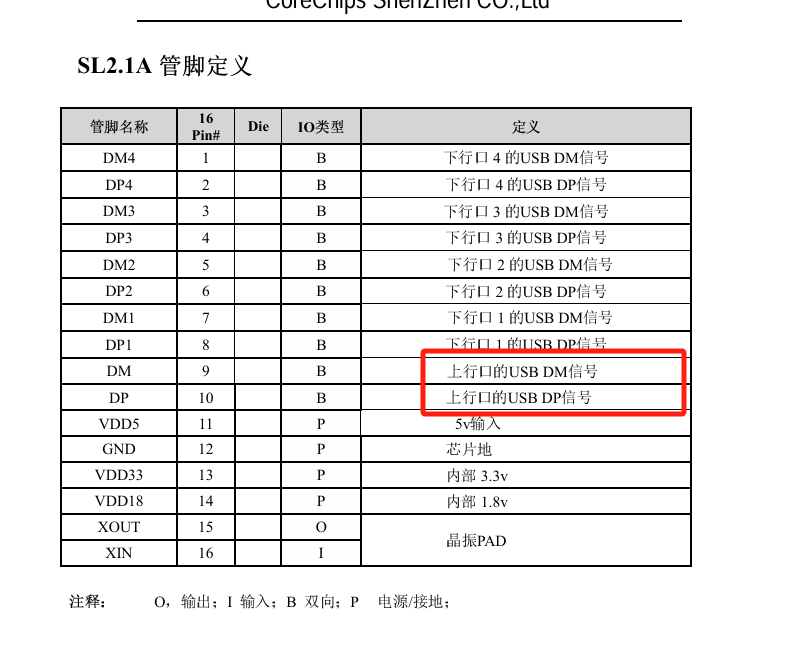 CoreChips ShenZhen CO.,Ltd
SL2.1A 管脚定义
管脚名称 16 Pin# Die IO类型 定义
DM4 1 B 下行口 4 的USB DM信号
DP4 2 B 下行口 4 的USB DP信号
DM3 3 B 下行口 3 的USB DM信号
DP3 4 B 下行口 3 的USB DP信号
DM2 5 B 下行口 2 的USB DM信号
DP2 6 B 下行口 2 的USB DP信号
DM1 7 B 下行口 1 的USB DM信号
DP1 8 B 下行口 1 的USB DP信号
DM 9 B 上行口的USB DM信号
DP 10 B 上行口的USB DP信号
VDD5 11 P 5v输入
GND 12 P 芯片地
VDD33 13 P 内部 3.3v
VDD18 14 P 内部 1.8v
XOUT 15 O 晶振PAD
XIN 16 I
注释： O，输出；I 输入；B 双向；P 电源/接地；